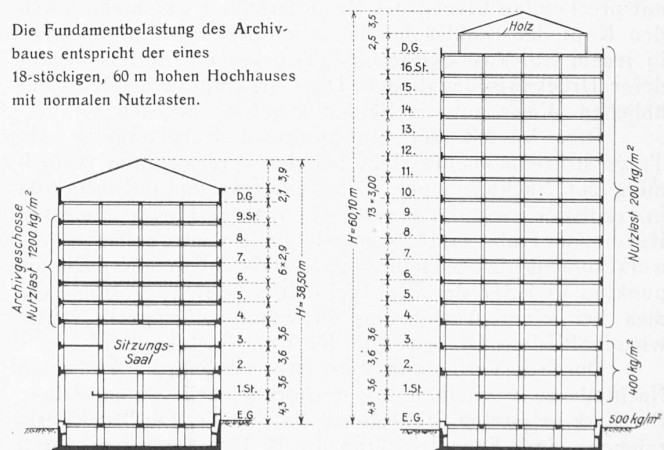 Die Fundamentbelastung des Archiv-
baues entspricht der eines
18-stöckigen, 60 m hohen Hochhauses
mit normalen Nutzlasten.
Archivgeschosse
Nutzlast 1200 kg/m²
Sitzungs-
Saal
D.G.
9.St.
8.
7.
6.
5.
4.
3.
2.
1.St.
E.G.
3,9
2,1
6×2,9
3,6
3,6
3,6
4,3
H=38,50m
Holz
D.G.
16.St.
15.
14.
13.
12.
11.
10.
9.
8.
7.
6.
5.
4.
3.
2.
1.St.
E.G.
3,5
2,5
13×3,00
3,6
3,6
3,6
4,3
H=60,10m
Nutzlast 200 kg/m²
400 kg/m²
500 kg/m²